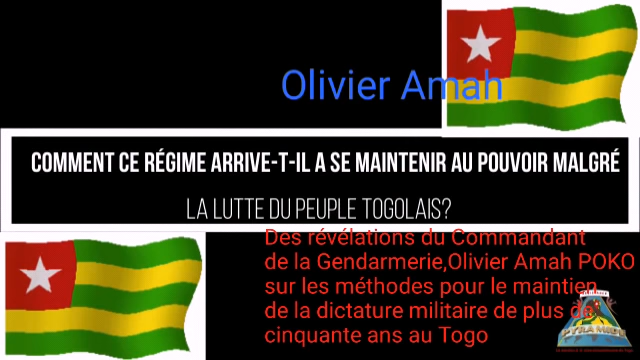 Olivier Amah
COMMENT CE RÉGIME ARRIVE-T-IL A SE MAINTENIR AU POUVOIR MALGRÉ
LA LUTTE DU PEUPLE TOGOLAIS?
Des révélations du Commandant
de la Gendarmerie,Olivier Amah POKO
sur les méthodes pour le maintien
de la dictature militaire de plus de
cinquante ans au Togo
PYRAMIDE